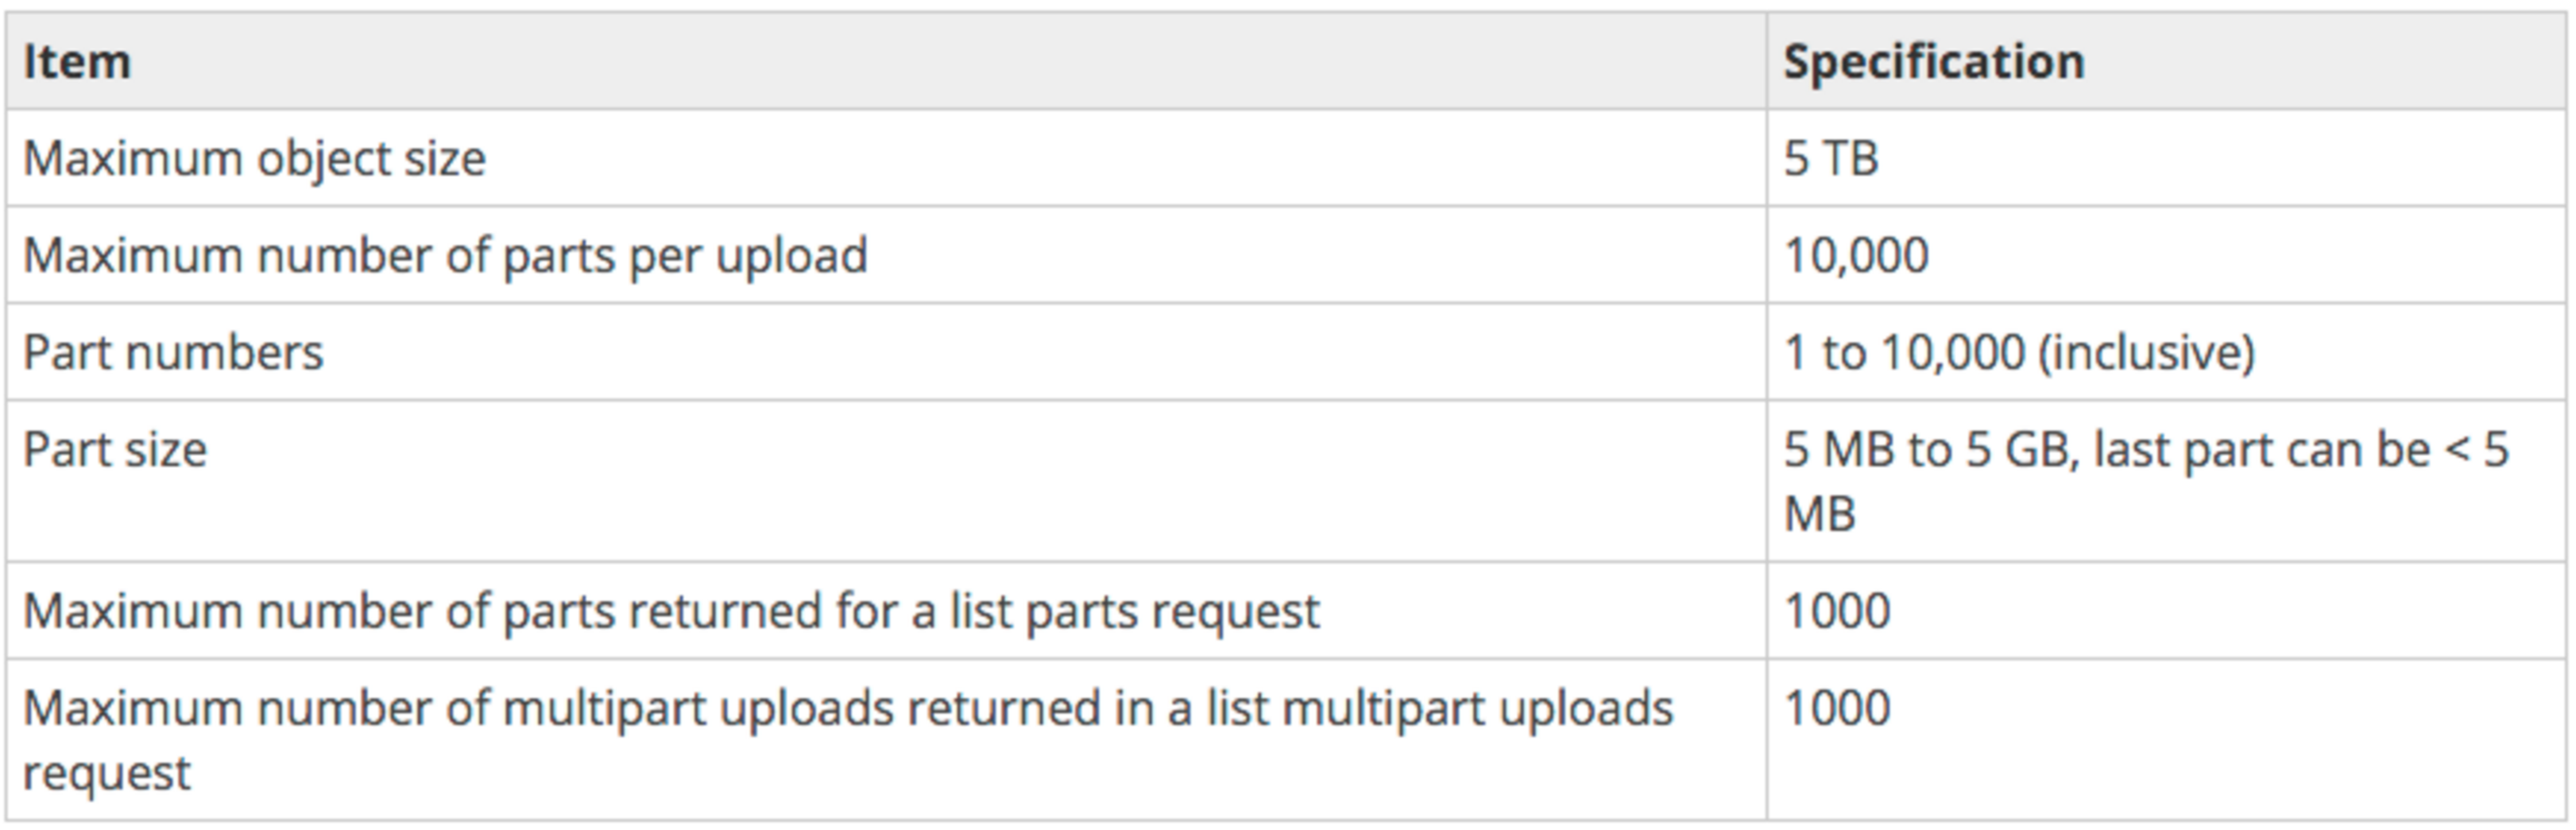 Item Specification
Maximum object size 5 TB
Maximum number of parts per upload 10,000
Part numbers 1 to 10,000 (inclusive)
Part size 5 MB to 5 GB, last part can be < 5
MB
Maximum number of parts returned for a list parts request 1000
Maximum number of multipart uploads returned in a list multipart uploads 1000
request